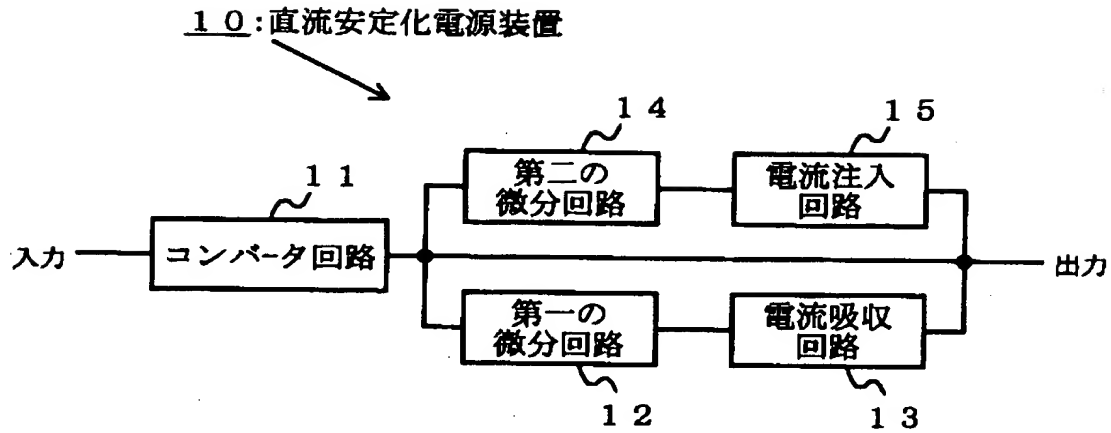 10:直流安定化電源装置
14
15
第二の
微分回路
電流注入
回路
11
入力
コンバータ回路
出力
第一の
微分回路
電流吸収
回路
12
13